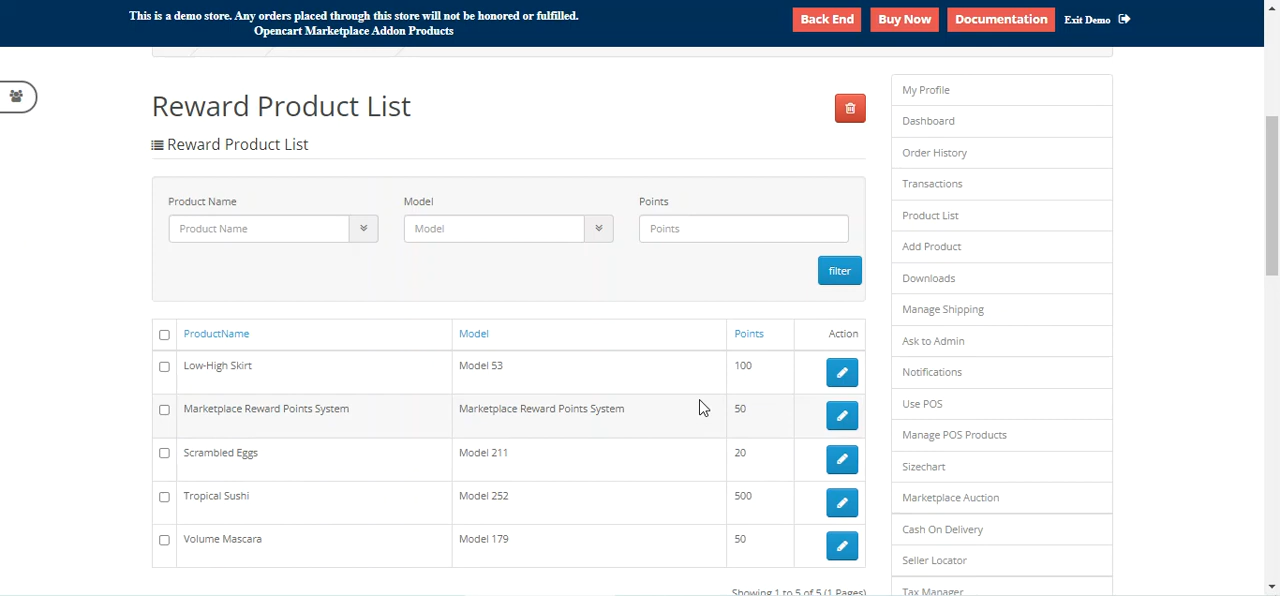 This is a demo store. Any orders placed through this store will not be honored or fulfilled.
Opencart Marketplace Addon Products
Back End
Buy Now
Documentation
Exit Demo
Reward Product List
Reward Product List
Product Name
Model
Points
Product Name
Model
Points
filter
ProductName
Model
Points
Action
Low-High Skirt
Model 53
100
Marketplace Reward Points System
Marketplace Reward Points System
50
Scrambled Eggs
Model 211
20
Tropical Sushi
Model 252
500
Volume Mascara
Model 179
50
Showing 1 to 5 of 5 (1 Pages)
My Profile
Dashboard
Order History
Transactions
Product List
Add Product
Downloads
Manage Shipping
Ask to Admin
Notifications
Use POS
Manage POS Products
Sizechart
Marketplace Auction
Cash On Delivery
Seller Locator
Tax Manager